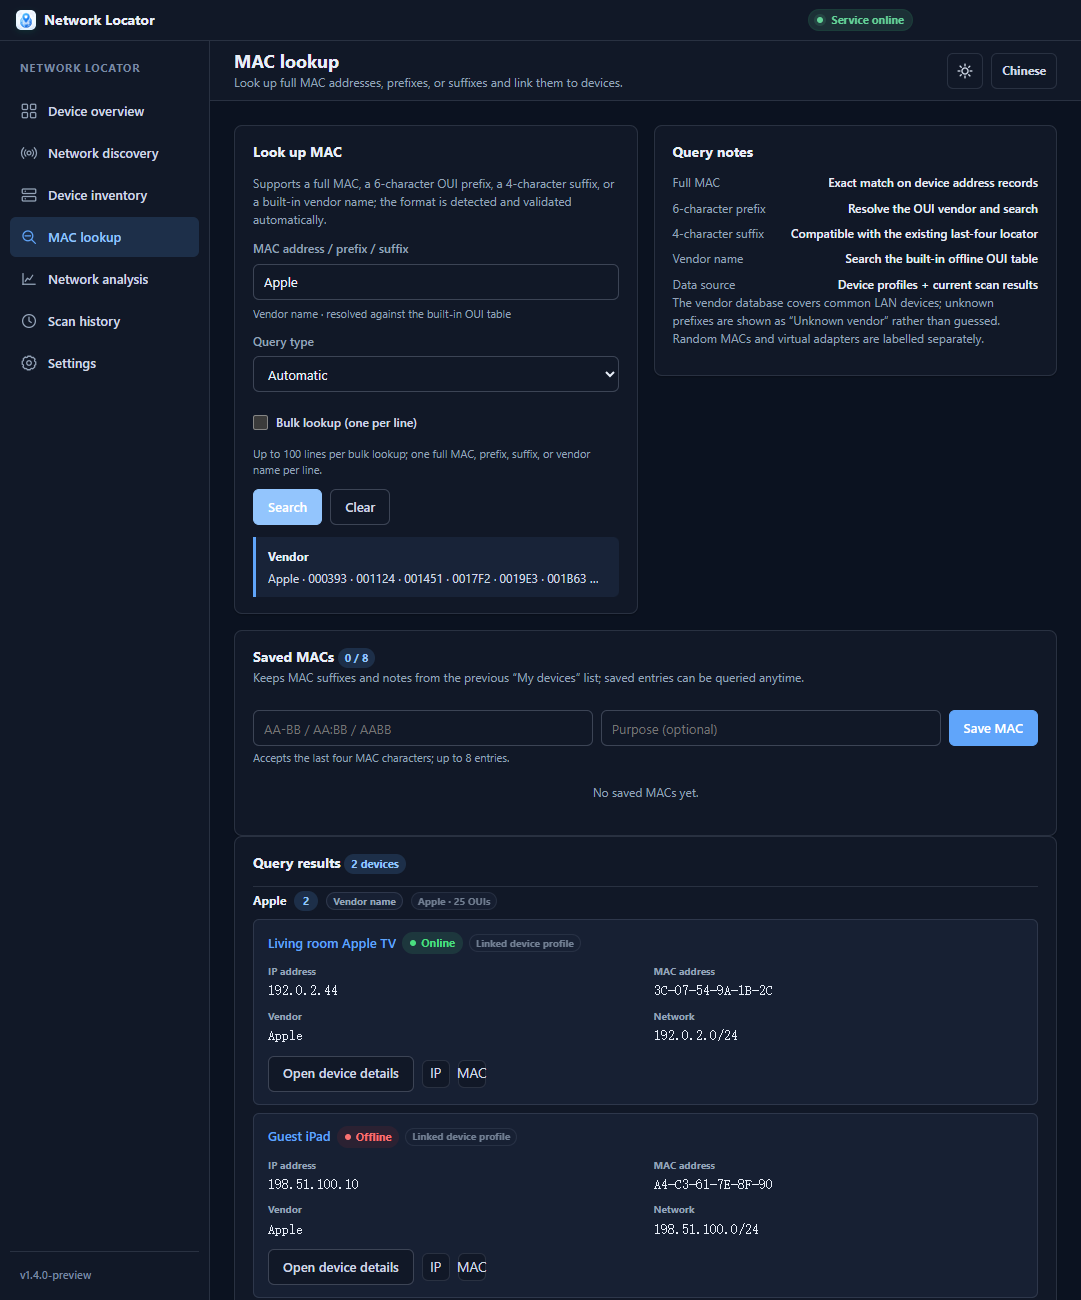 Network Locator
Service online
NETWORK LOCATOR
Device overview
Network discovery
Device inventory
MAC lookup
Network analysis
Scan history
Settings
v1.4.0-preview
MAC lookup
Look up full MAC addresses, prefixes, or suffixes and link them to devices.
Chinese
Look up MAC
Supports a full MAC, a 6-character OUI prefix, a 4-character suffix, or
a built-in vendor name; the format is detected and validated
automatically.
MAC address / prefix / suffix
Apple
Vendor name · resolved against the built-in OUI table
Query type
Automatic
Bulk lookup (one per line)
Up to 100 lines per bulk lookup; one full MAC, prefix, suffix, or vendor
name per line.
Search
Clear
Vendor
Apple · 000393 · 001124 · 001451 · 0017F2 · 0019E3 · 001B63 ...
Query notes
Full MAC Exact match on device address records
6-character prefix Resolve the OUI vendor and search
4-character suffix Compatible with the existing last-four locator
Vendor name Search the built-in offline OUI table
Data source Device profiles + current scan results
The vendor database covers common LAN devices; unknown
prefixes are shown as “Unknown vendor” rather than guessed.
Random MACs and virtual adapters are labelled separately.
Saved MACs 0 / 8
Keeps MAC suffixes and notes from the previous “My devices” list; saved entries can be queried anytime.
AA-BB / AA:BB / AABB
Purpose (optional)
Save MAC
Accepts the last four MAC characters; up to 8 entries.
No saved MACs yet.
Query results 2 devices
Apple 2 Vendor name Apple · 25 OUIs
Living room Apple TV Online Linked device profile
IP address
192.0.2.44
MAC address
3C-07-54-9A-1B-2C
Vendor
Apple
Network
192.0.2.0/24
Open device details IP MAC
Guest iPad Offline Linked device profile
IP address
198.51.100.10
MAC address
A4-C3-61-7E-8F-90
Vendor
Apple
Network
198.51.100.0/24
Open device details IP MAC